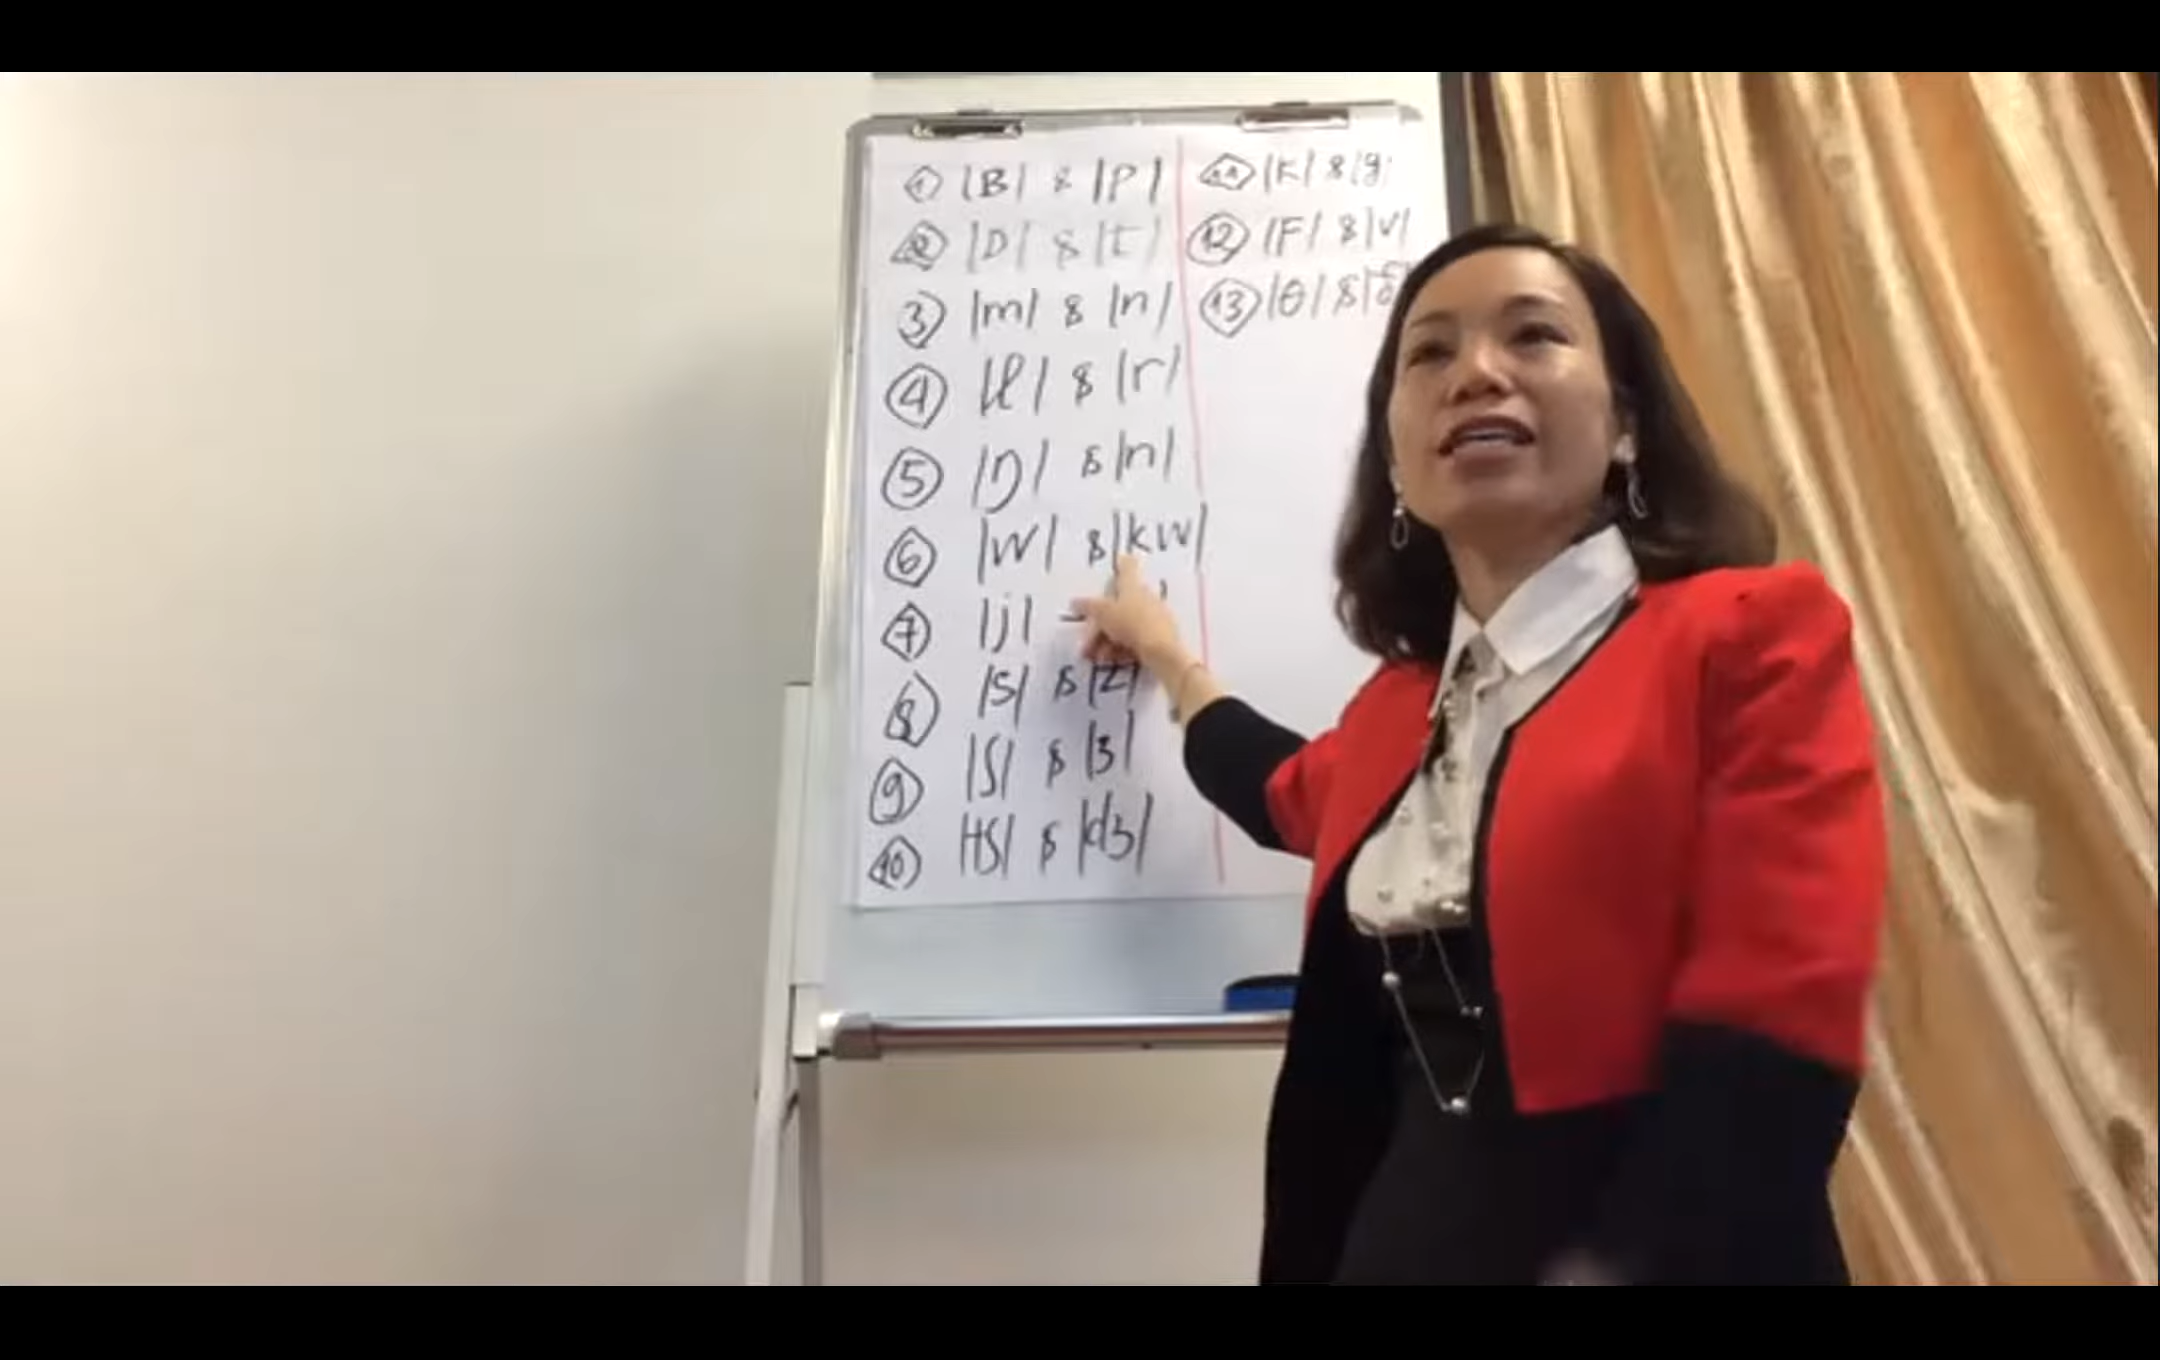 1 /B/ & /P/
2 /D/ & /t/
3 /m/ & /n/
4 /l/ & /r/
5 /ŋ/ & /n/
6 /w/ & /kw/
7 /j/
8 /s/ & /z/
9 /ʃ/ & /ʒ/
10 /tʃ/ & /dʒ/
11 /K/ & /g/
12 /F/ & /v/
13 /θ/ & /ð